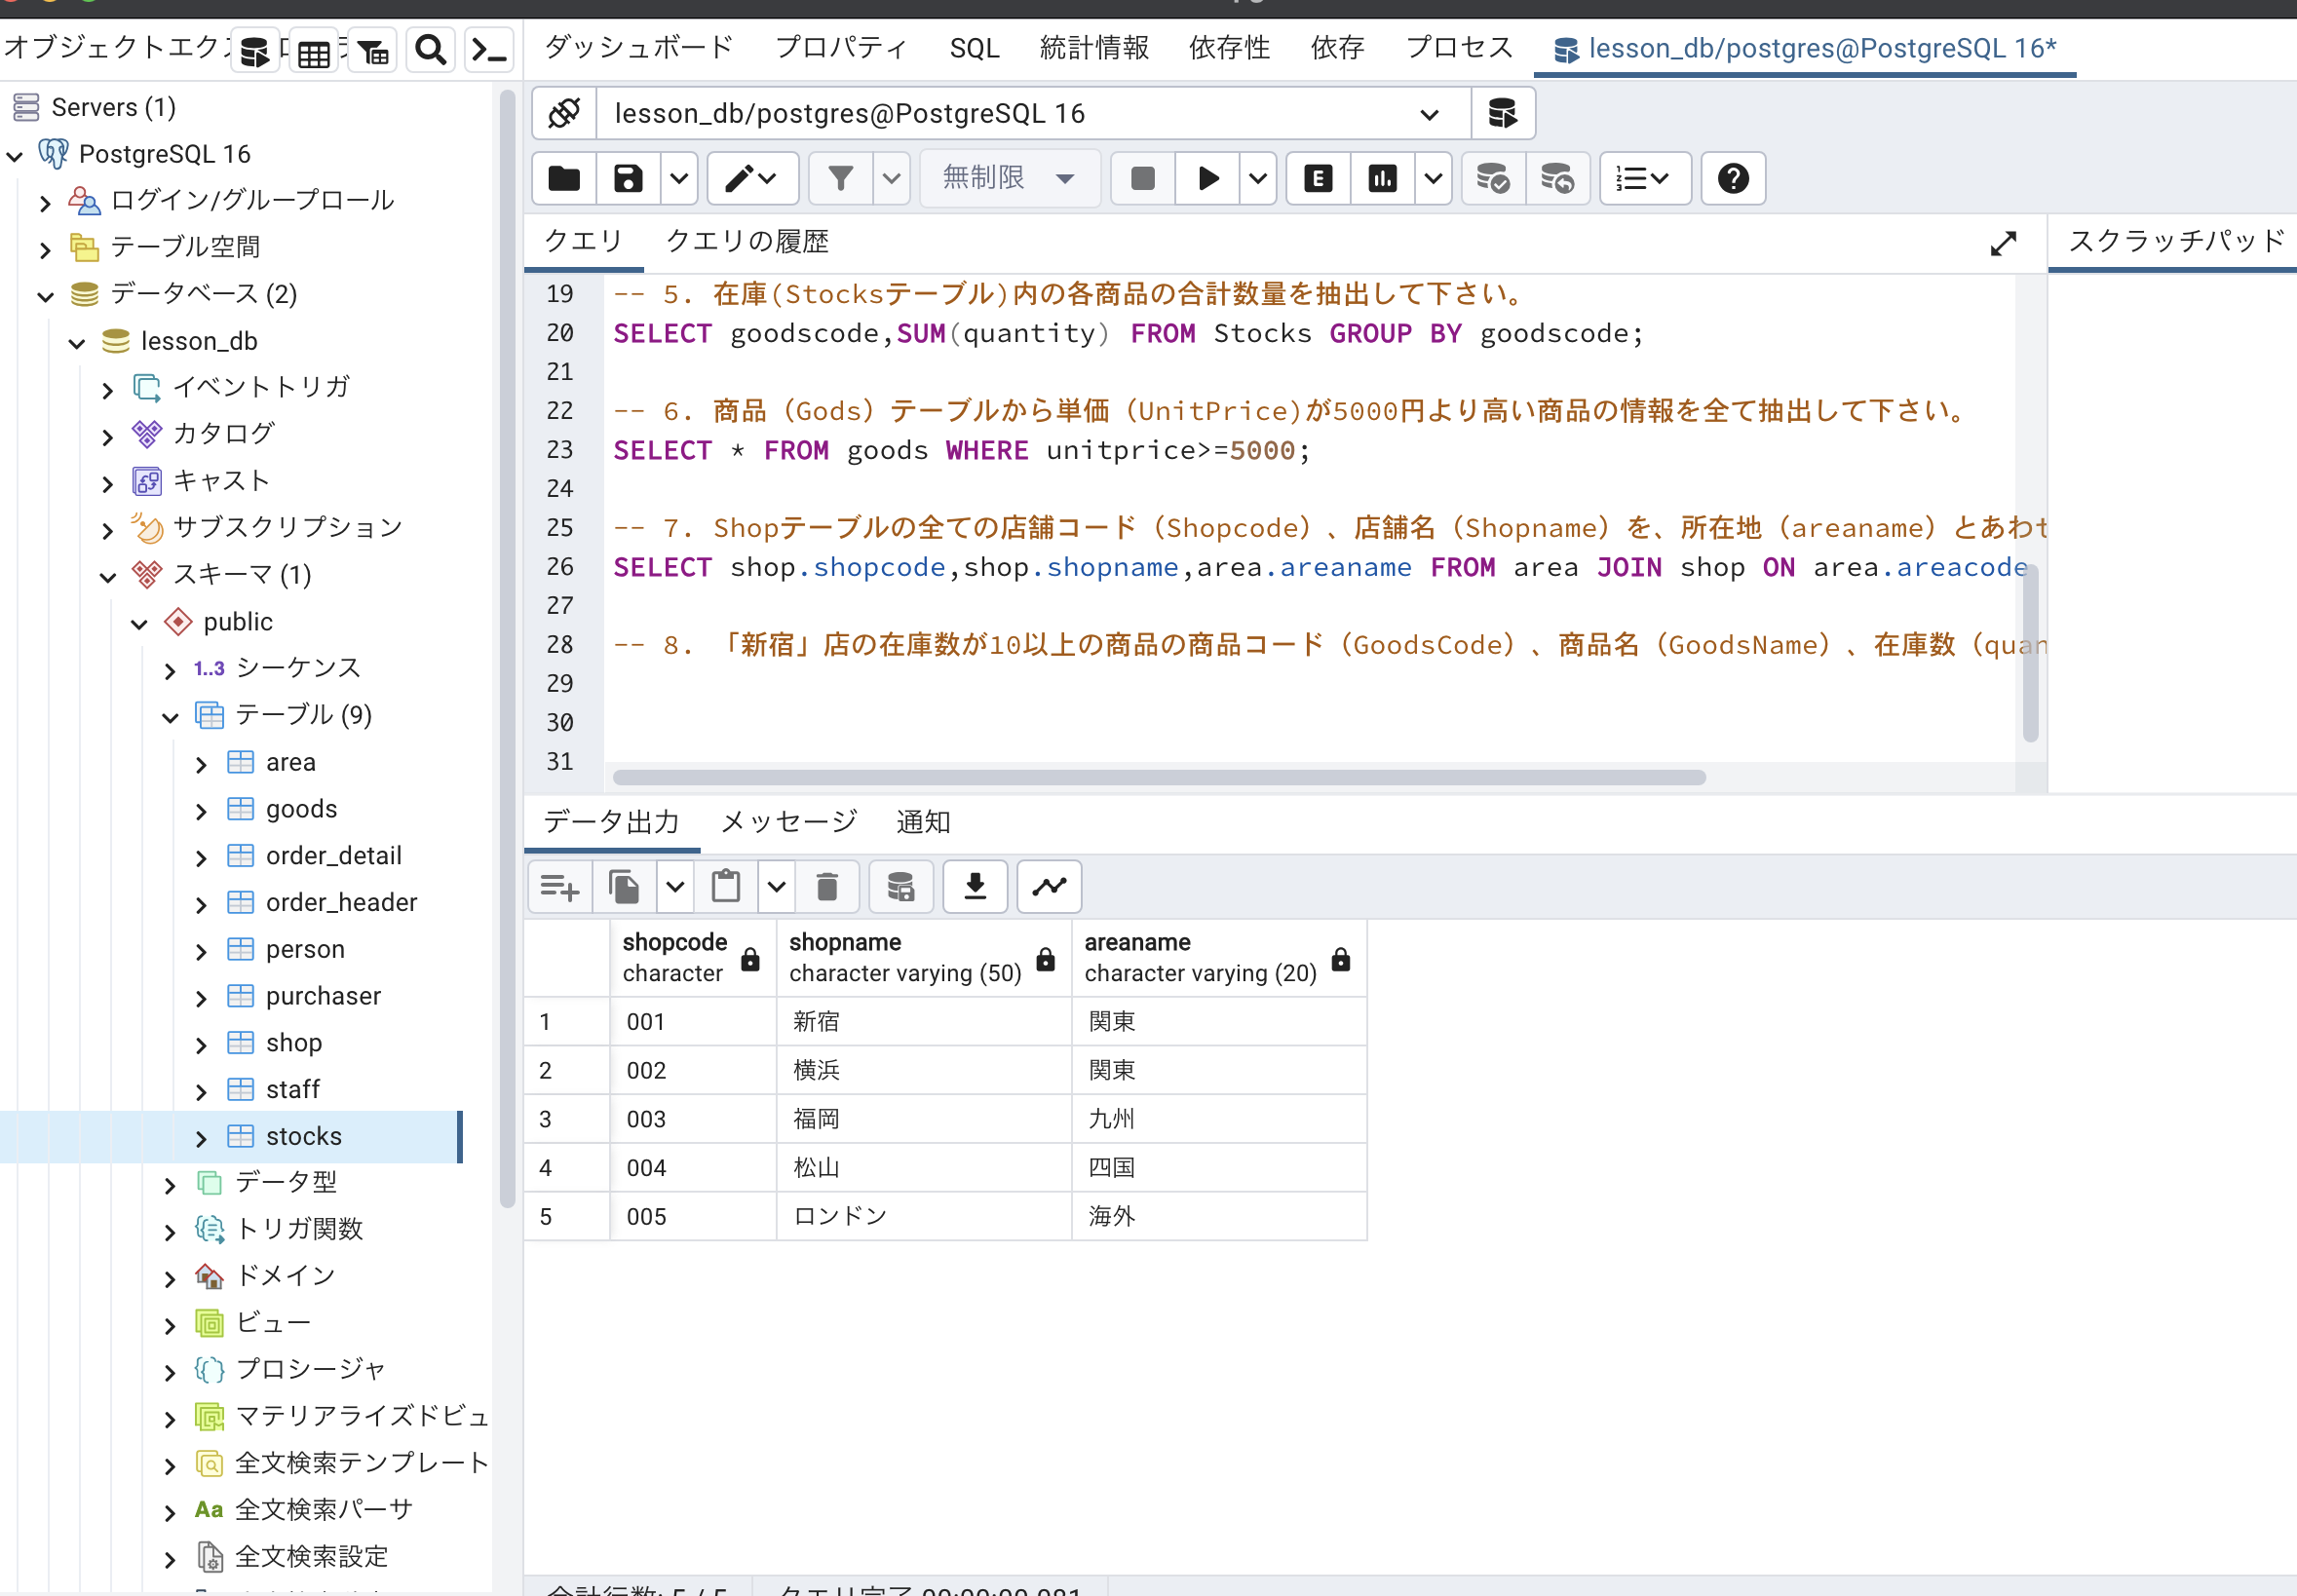 オブジェクトエクスプローラ
ダッシュボード プロパティ SQL 統計情報 依存性 依存 プロセス lesson_db/postgres@PostgreSQL 16*
Servers (1)
PostgreSQL 16
ログイン/グループロール
テーブル空間
データベース (2)
lesson_db
イベントトリガ
カタログ
キャスト
サブスクリプション
スキーマ (1)
public
1..3 シーケンス
テーブル (9)
area
goods
order_detail
order_header
person
purchaser
shop
staff
stocks
データ型
トリガ関数
ドメイン
ビュー
プロシージャ
マテリアライズドビュ
全文検索テンプレート
Aa 全文検索パーサ
全文検索設定
lesson_db/postgres@PostgreSQL 16
無制限
E
クエリ クエリの履歴
スクラッチパッド
19 -- 5. 在庫(Stocksテーブル)内の各商品の合計数量を抽出して下さい。
20 SELECT goodscode,SUM(quantity) FROM Stocks GROUP BY goodscode;
21
22 -- 6. 商品（Gods）テーブルから単価（UnitPrice)が5000円より高い商品の情報を全て抽出して下さい。
23 SELECT * FROM goods WHERE unitprice>=5000;
24
25 -- 7. Shopテーブルの全ての店舗コード（Shopcode）、店舗名（Shopname）を、所在地（areaname）とあわせ
26 SELECT shop.shopcode,shop.shopname,area.areaname FROM area JOIN shop ON area.areacode
27
28 -- 8. 「新宿」店の在庫数が10以上の商品の商品コード（GoodsCode）、商品名（GoodsName）、在庫数（quan
29
30
31
データ出力 メッセージ 通知
shopcode shopname areaname
character character varying (50) character varying (20)
1 001 新宿 関東
2 002 横浜 関東
3 003 福岡 九州
4 004 松山 四国
5 005 ロンドン 海外
合計行数: 5 / 5 クエリ完了 00:00:00.081